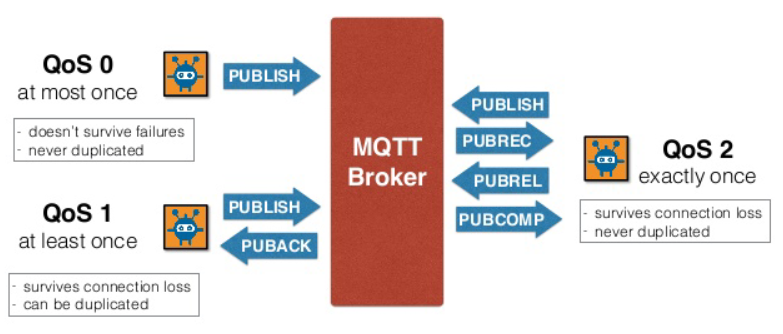 QoS 0
at most once
PUBLISH
- doesn't survive failures
- never duplicated
QoS 1
at least once
PUBLISH
PUBACK
- survives connection loss
- can be duplicated
MQTT
Broker
PUBLISH
PUBREC
PUBREL
PUBCOMP
QoS 2
exactly once
- survives connection loss
- never duplicated